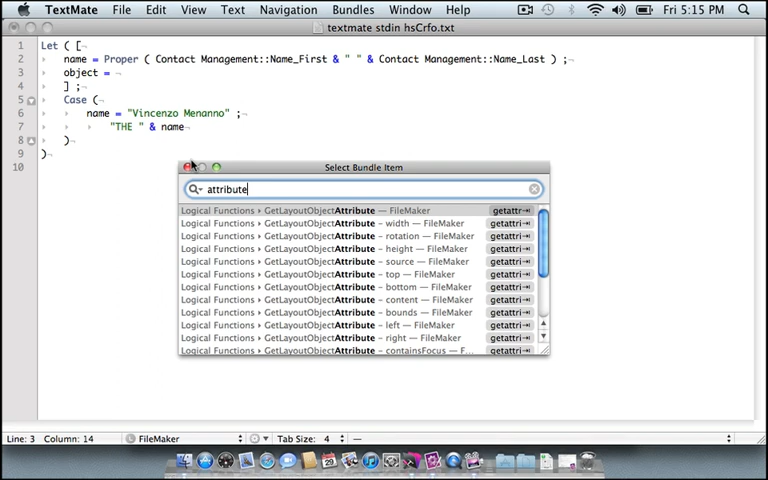 TextMate File Edit View Text Navigation Bundles Window Help Fri 5:15 PM
textmate stdin hsCrfo.txt
1 Let ( [¬
2 name = Proper ( Contact Management::Name_First & " " & Contact Management::Name_Last ) ;¬
3 object = ¬
4 ] ;¬
5 Case (¬
6 name = "Vincenzo Menanno" ;¬
7 "THE " & name¬
8 )¬
9 )¬
10
Select Bundle Item
attribute
Logical Functions ‣ GetLayoutObjectAttribute — FileMaker getattr⇥
Logical Functions ‣ GetLayoutObjectAttribute – width — FileMaker getattri⇥
Logical Functions ‣ GetLayoutObjectAttribute – rotation — FileMaker getattri⇥
Logical Functions ‣ GetLayoutObjectAttribute – height — FileMaker getattri⇥
Logical Functions ‣ GetLayoutObjectAttribute – source — FileMaker getattri⇥
Logical Functions ‣ GetLayoutObjectAttribute – top — FileMaker getattri⇥
Logical Functions ‣ GetLayoutObjectAttribute – bottom — FileMaker getattri⇥
Logical Functions ‣ GetLayoutObjectAttribute – content — FileMaker getattri⇥
Logical Functions ‣ GetLayoutObjectAttribute – bounds — FileMaker getattri⇥
Logical Functions ‣ GetLayoutObjectAttribute – left — FileMaker getattri⇥
Logical Functions ‣ GetLayoutObjectAttribute – right — FileMaker getattri⇥
Logical Functions ‣ GetLayoutObjectAttribute – containsFocus — F... getattri⇥
Line: 3 Column: 14 FileMaker Tab Size: 4 —